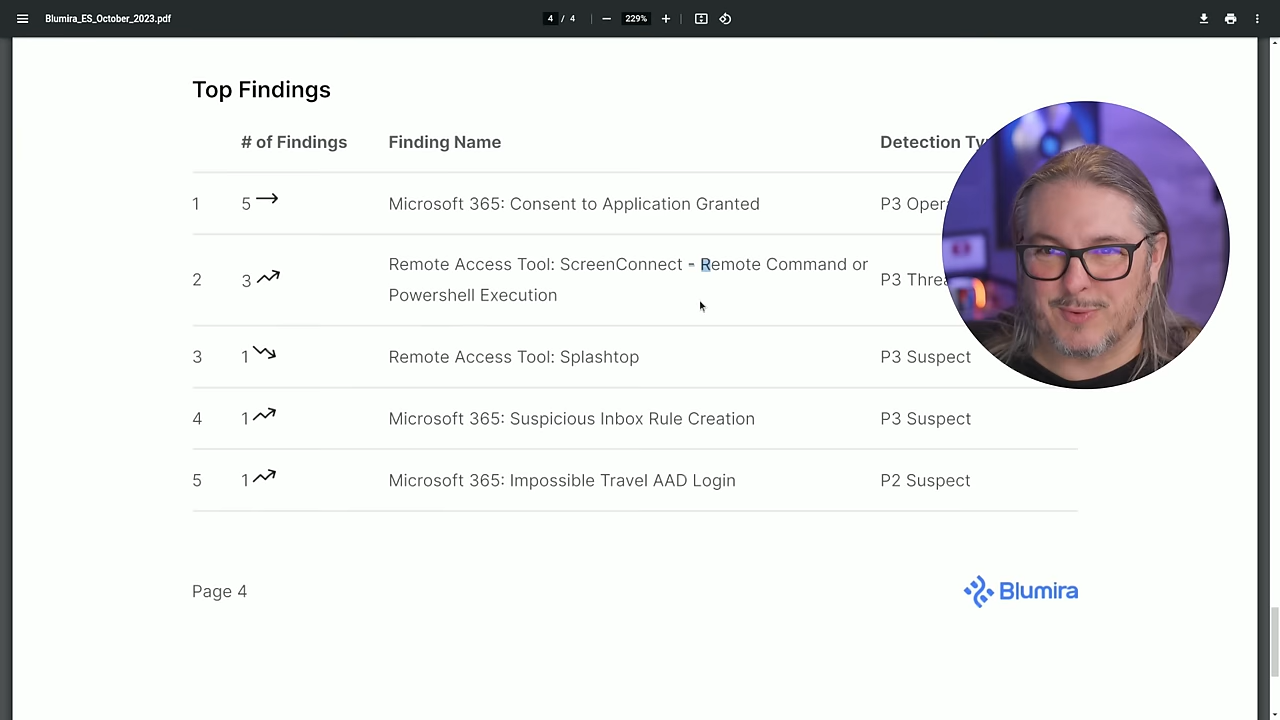 Blumira_ES_October_2023.pdf
4 / 4
229%
Top Findings
# of Findings Finding Name Detection
1 5 Microsoft 365: Consent to Application Granted P3
2 3 Remote Access Tool: ScreenConnect - Remote Command or
Powershell Execution P3
3 1 Remote Access Tool: Splashtop P3 Suspect
4 1 Microsoft 365: Suspicious Inbox Rule Creation P3 Suspect
5 1 Microsoft 365: Impossible Travel AAD Login P2 Suspect
Page 4
Blumira